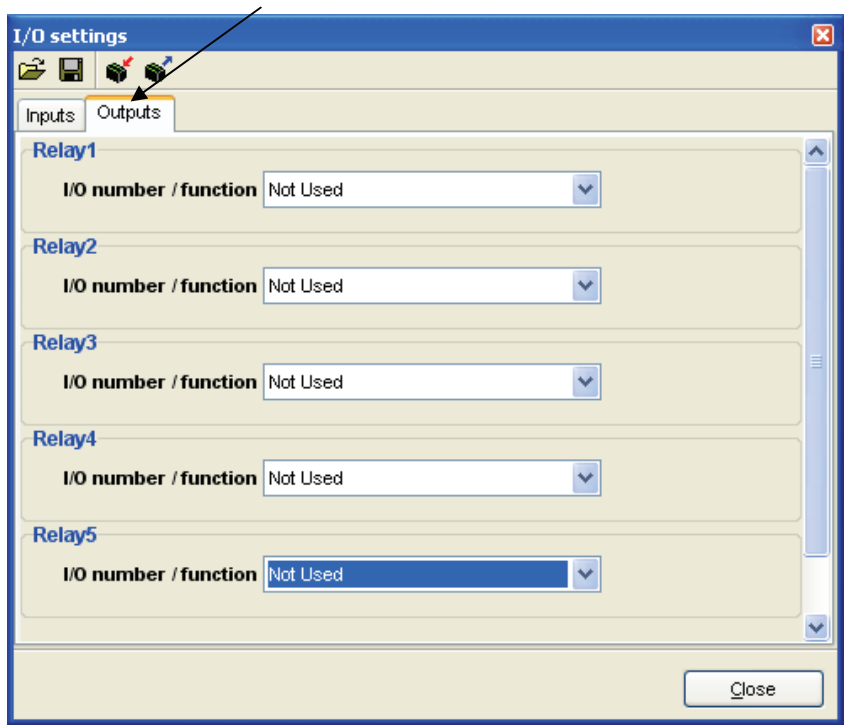 I/O settings
Inputs Outputs
Relay1
I/O number / function Not Used
Relay2
I/O number / function Not Used
Relay3
I/O number / function Not Used
Relay4
I/O number / function Not Used
Relay5
I/O number / function Not Used
Close